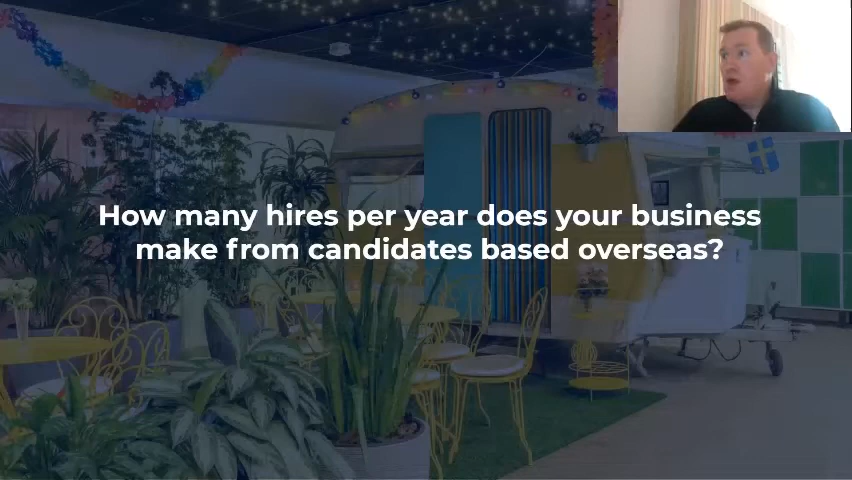 How many hires per year does your business
make from candidates based overseas?